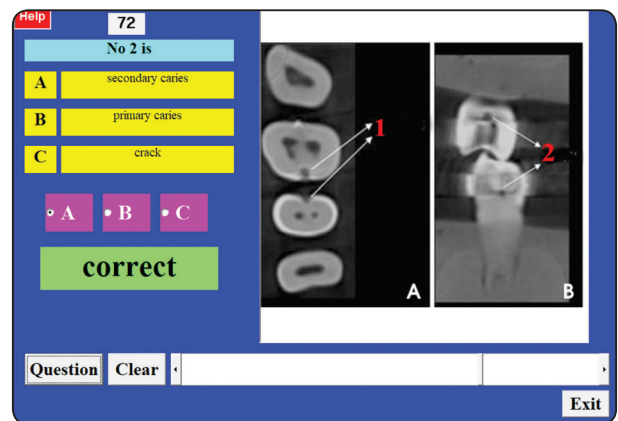 Help
72
No 2 is
A secondary caries
B primary caries
C crack
A B C
correct
1
2
A
B
Question Clear
Exit